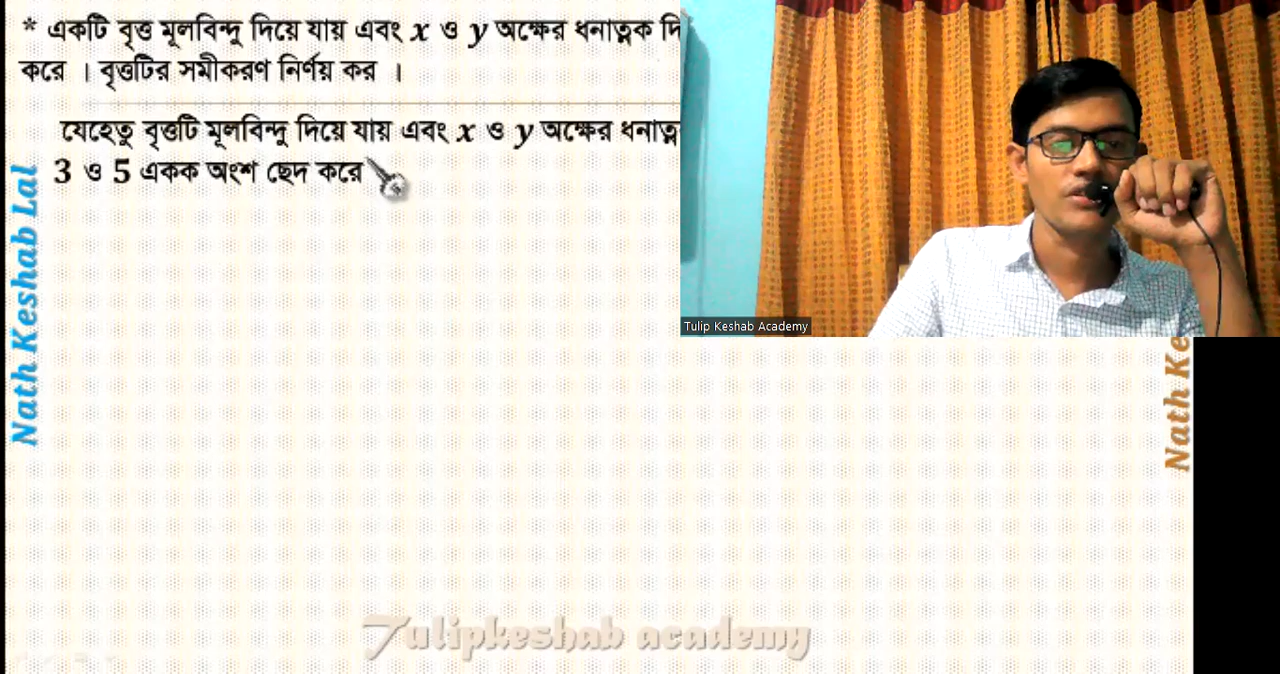 * একটি বৃত্ত মূলবিন্দু দিয়ে যায় এবং x ও y অক্ষের ধনাত্নক দি
করে । বৃত্তটির সমীকরণ নির্ণয় কর ।
যেহেতু বৃত্তটি মূলবিন্দু দিয়ে যায় এবং x ও y অক্ষের ধনাত্ন
3 ও 5 একক অংশ ছেদ করে
Nath Keshab Lal
Tulip Keshab Academy
Nath Ke
Tulipkeshab academy